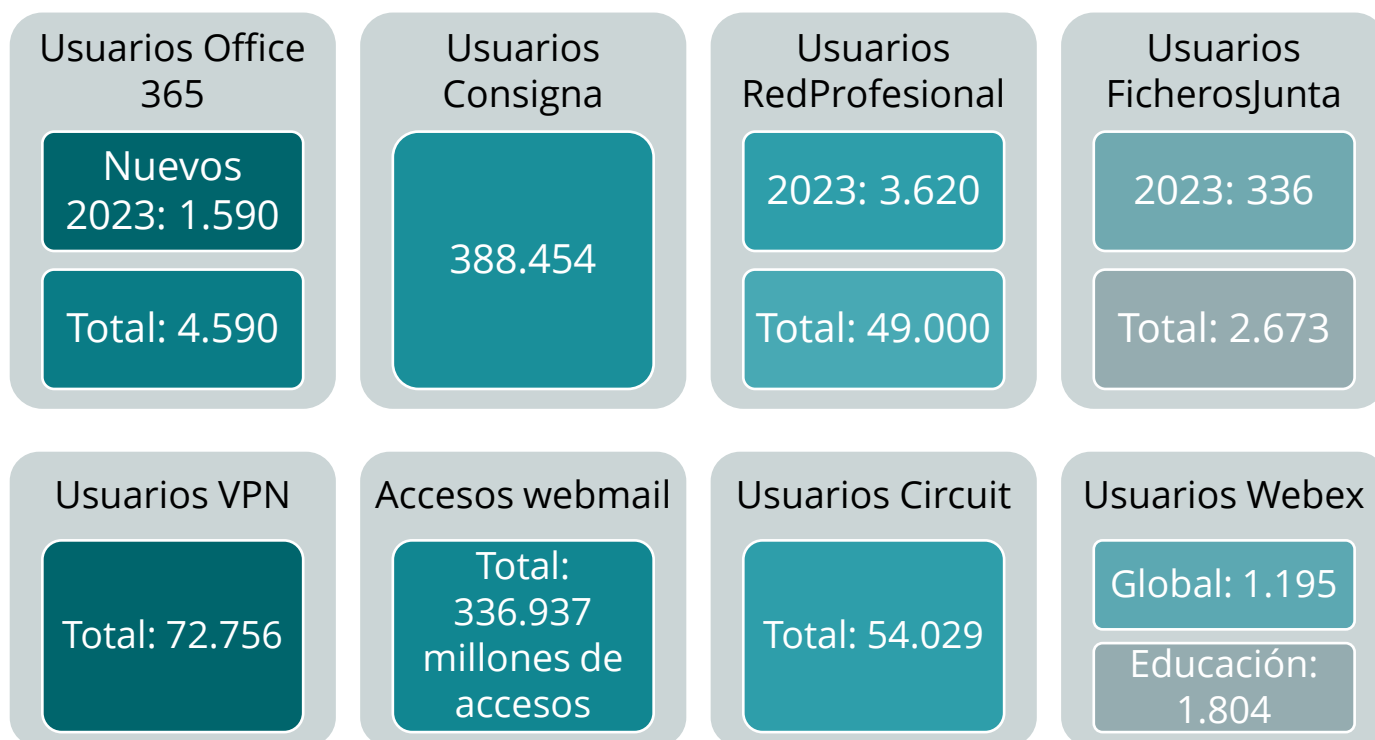 Usuarios Office
365
Nuevos
2023: 1.590
Total: 4.590
Usuarios
Consigna
388.454
Usuarios
RedProfesional
2023: 3.620
Total: 49.000
Usuarios
FicherosJunta
2023: 336
Total: 2.673
Usuarios VPN
Total: 72.756
Accesos webmail
Total:
336.937
millones de
accesos
Usuarios Circuit
Total: 54.029
Usuarios Webex
Global: 1.195
Educación:
1.804